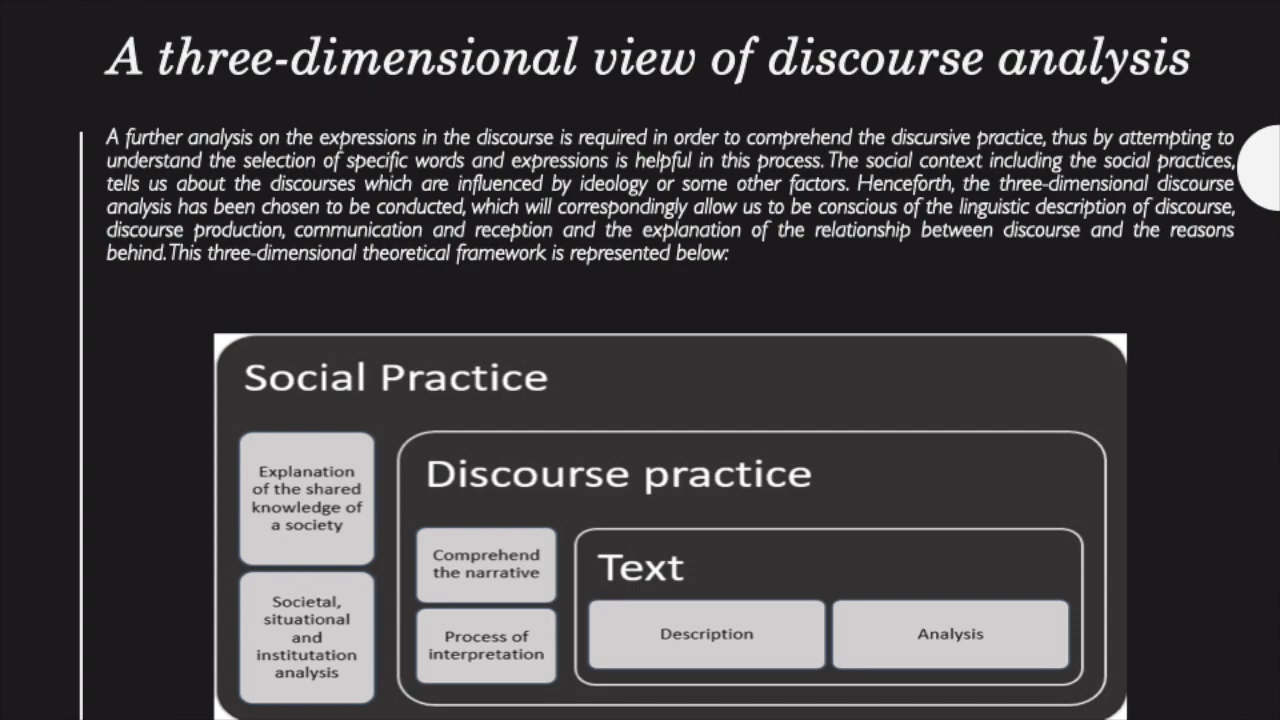 A three-dimensional view of discourse analysis
A further analysis on the expressions in the discourse is required in order to comprehend the discursive practice, thus by attempting to
understand the selection of specific words and expressions is helpful in this process. The social context including the social practices,
tells us about the discourses which are influenced by ideology or some other factors. Henceforth, the three-dimensional discourse
analysis has been chosen to be conducted, which will correspondingly allow us to be conscious of the linguistic description of discourse,
discourse production, communication and reception and the explanation of the relationship between discourse and the reasons
behind. This three-dimensional theoretical framework is represented below:
Social Practice
Explanation
of the shared
knowledge of
a society
Societal,
situational
and
institutation
analysis
Discourse practice
Comprehend
the narrative
Process of
interpretation
Text
Description
Analysis